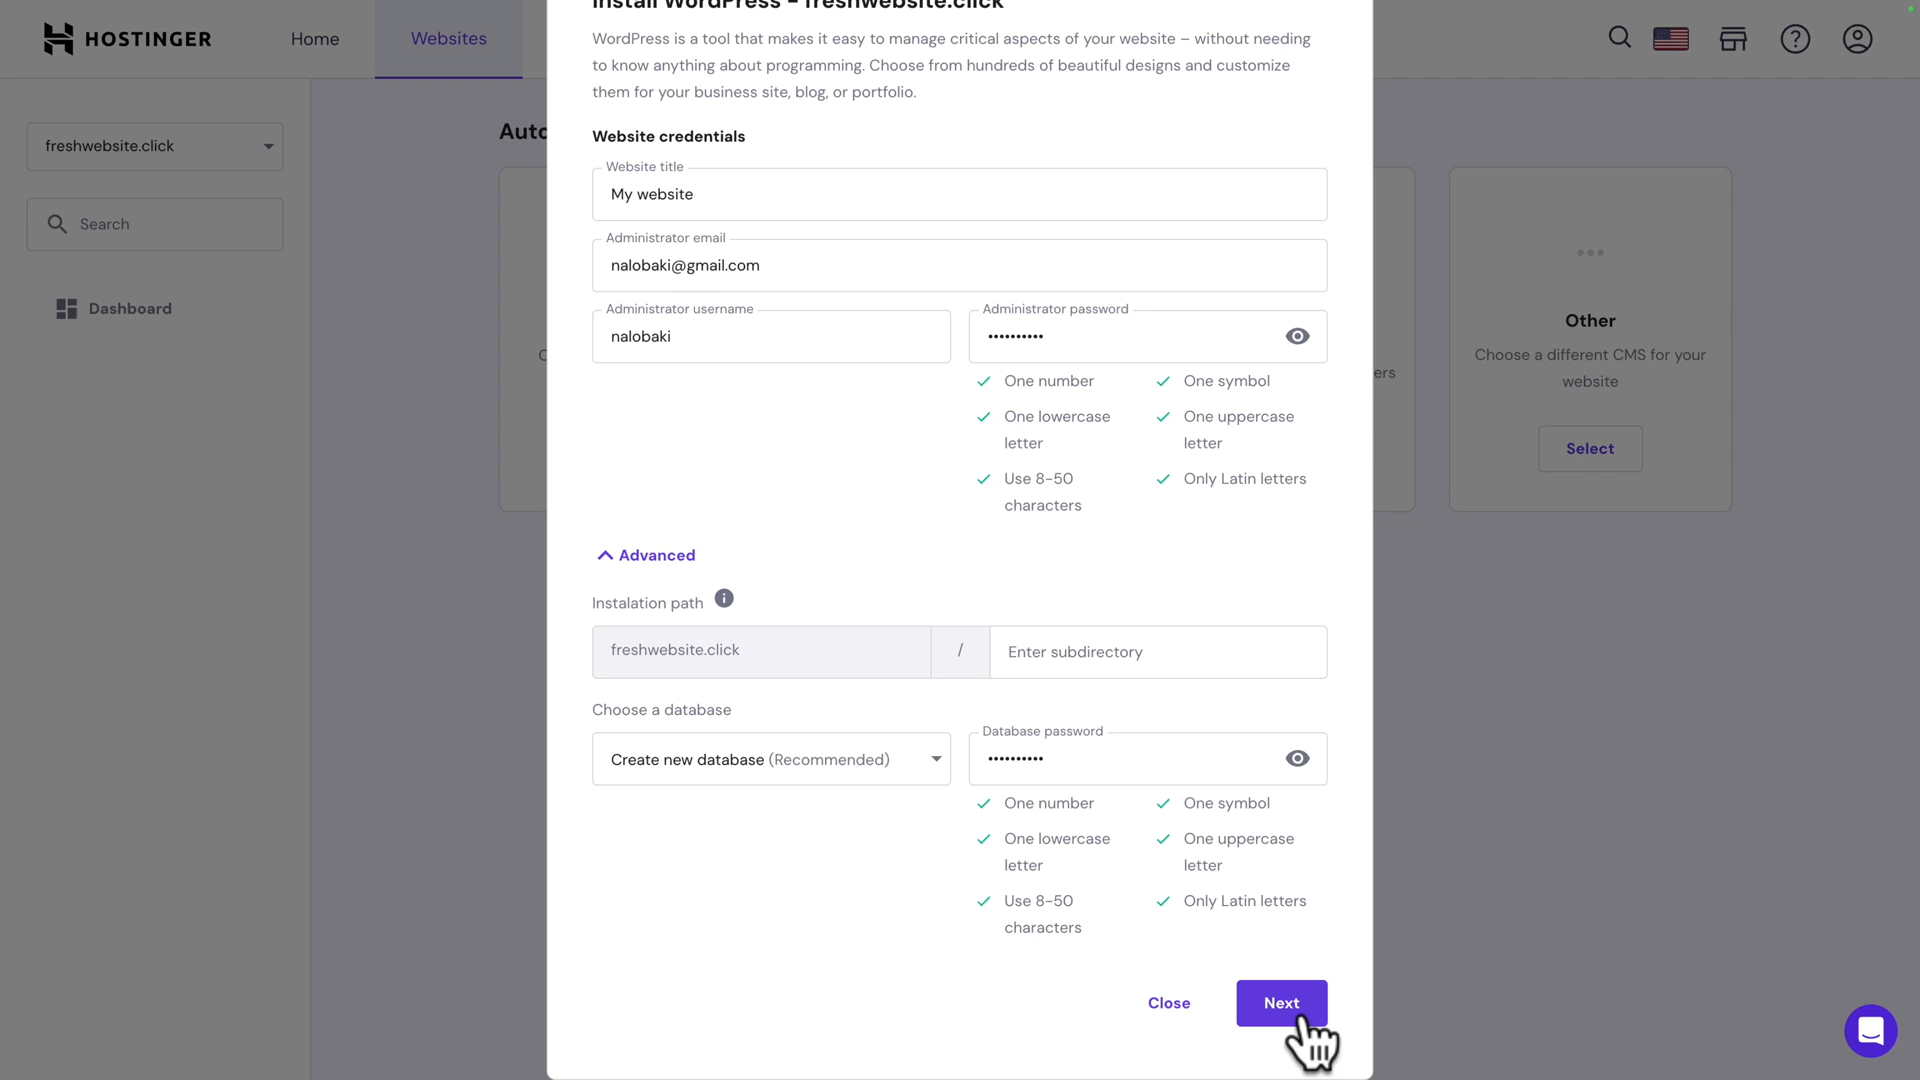 Install WordPress - freshwebsite.click
HOSTINGER
Home
Websites
WordPress is a tool that makes it easy to manage critical aspects of your website – without needing
to know anything about programming. Choose from hundreds of beautiful designs and customize
them for your business site, blog, or portfolio.
freshwebsite.click
Search
Dashboard
Auto
Website credentials
Website title
My website
Administrator email
nalobaki@gmail.com
Administrator username
nalobaki
Administrator password
One number
One symbol
One lowercase
letter
One uppercase
letter
Use 8-50
characters
Only Latin letters
Advanced
Instalation path
freshwebsite.click
/
Enter subdirectory
Choose a database
Create new database (Recommended)
Database password
One number
One symbol
One lowercase
letter
One uppercase
letter
Use 8-50
characters
Only Latin letters
Close
Next
ers
Other
Choose a different CMS for your
website
Select